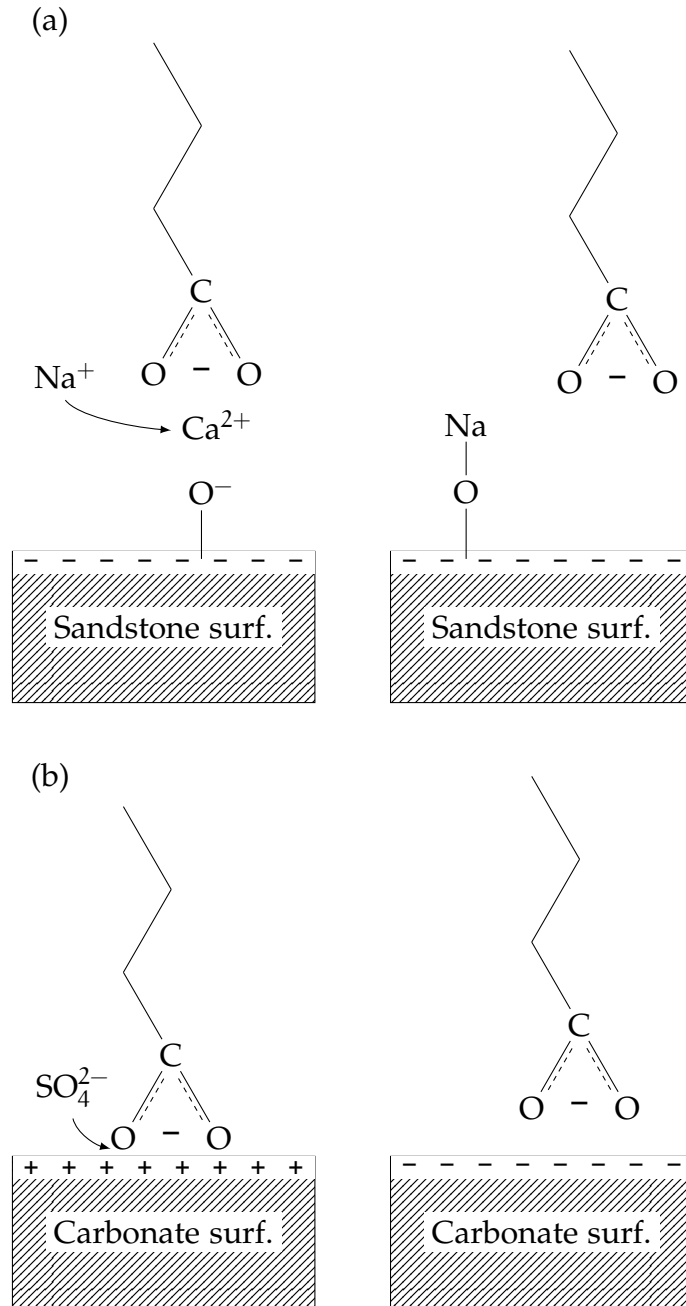 (a)
C
C
O − O
O − O
Na⁺
Ca²⁺
Na
O⁻
O
− − − − − − − −
− − − − − − − −
Sandstone surf.
Sandstone surf.
(b)
C
C
SO₄²⁻
O − O
O − O
+ + + + + + + +
− − − − − − − −
Carbonate surf.
Carbonate surf.